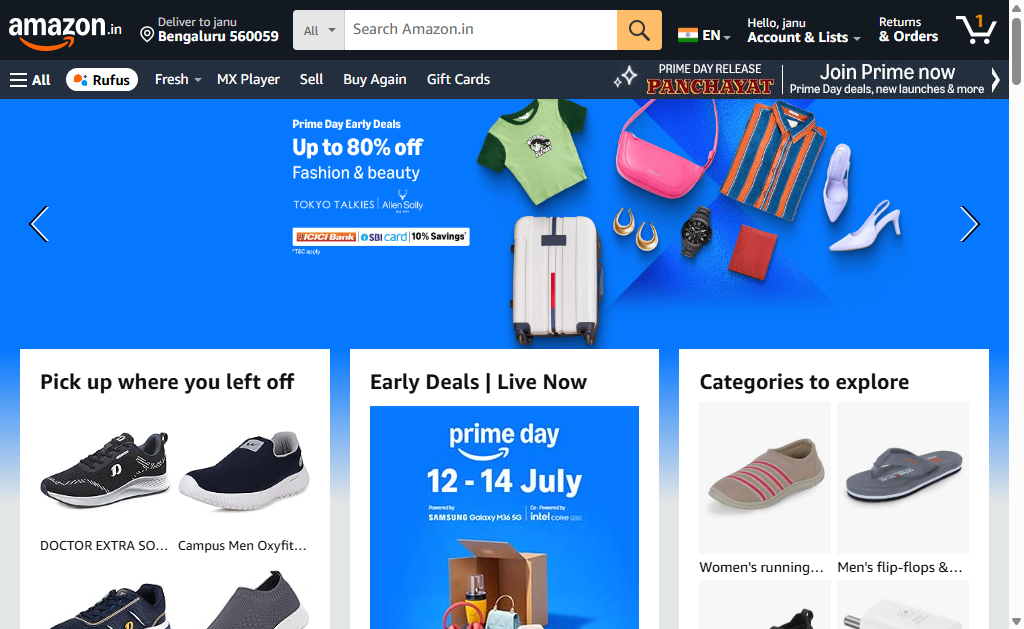 amazon.in
Deliver to janu
Bengaluru 560059
All
Search Amazon.in
EN
Hello, janu
Account & Lists
Returns
& Orders
1
All
Rufus
Fresh
MX Player
Sell
Buy Again
Gift Cards
PRIME DAY RELEASE
PANCHAYAT
Join Prime now
Prime Day deals, new launches & more
Prime Day Early Deals
Up to 80% off
Fashion & beauty
TOKYO TALKIES | Allen Solly
ICICI Bank | SBI card | 10% Savings*
*T&C apply
Pick up where you left off
DOCTOR EXTRA SO...
Campus Men Oxyfit...
Early Deals | Live Now
prime day
12 - 14 July
Powered by
SAMSUNG Galaxy M36 5G
Co - Powered by
intel CORE
Categories to explore
Women's running...
Men's flip-flops &...